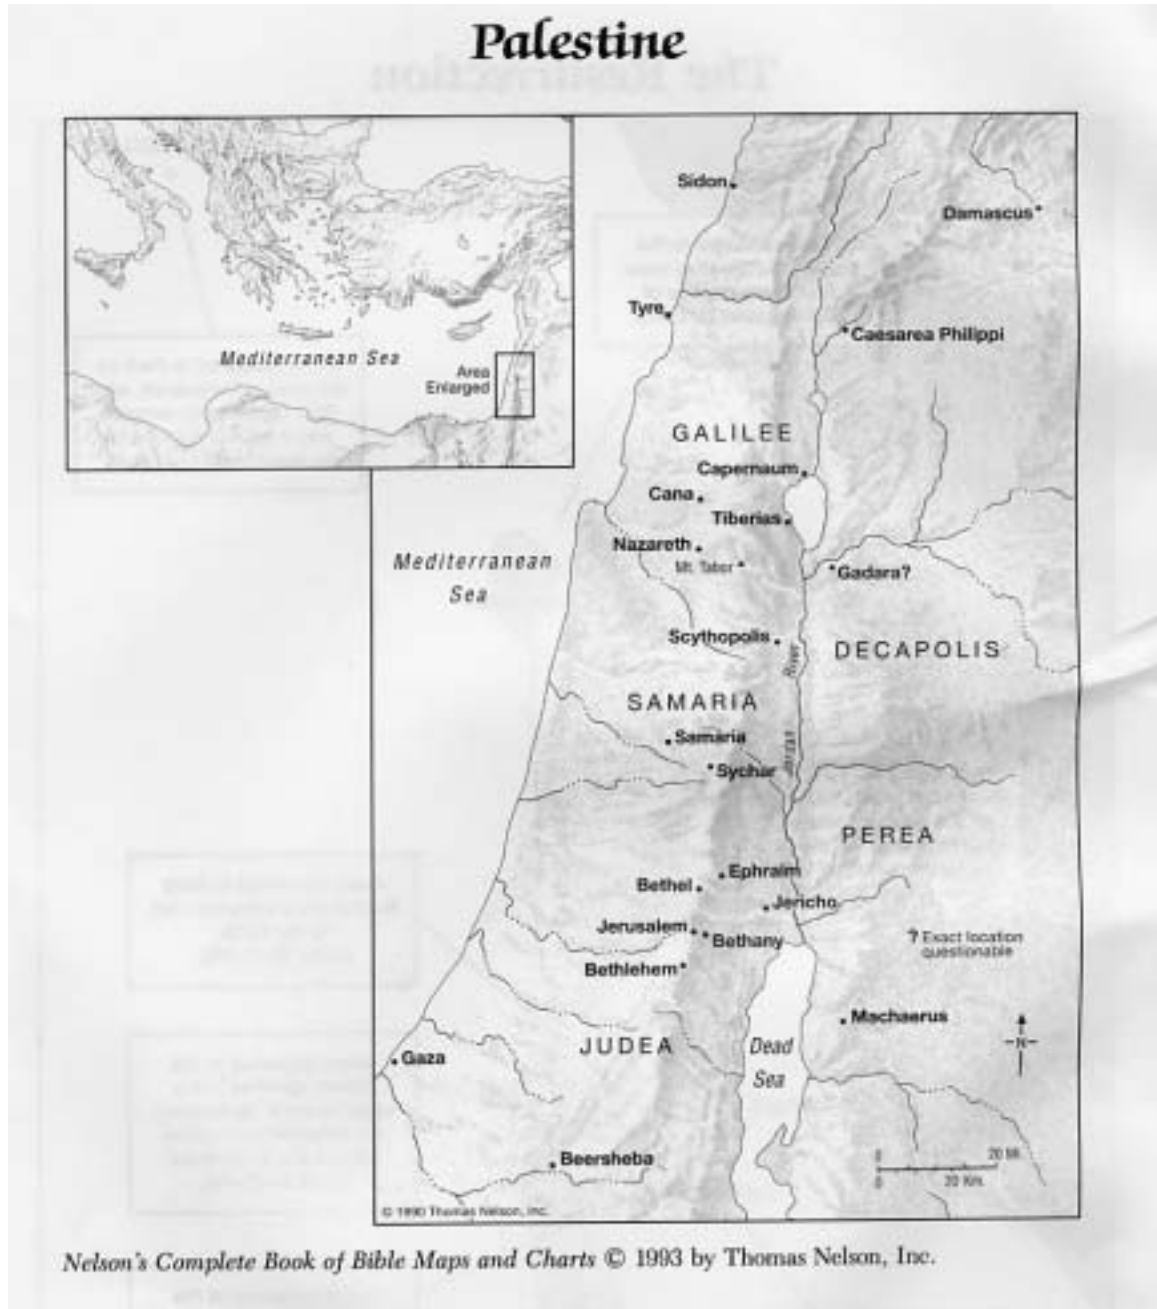 Palestine
Sidon
Damascus
Tyre
Caesarea Philippi
Mediterranean Sea
Area
Enlarged
GALILEE
Capernaum
Cana
Tiberias
Nazareth
Mt. Tabor
Mediterranean
Sea
Gadara?
Scythopolis
DECAPOLIS
River
Jordan
SAMARIA
Samaria
Sychar
PEREA
Ephraim
Bethel
Jericho
Jerusalem
Bethany
? Exact location
questionable
Bethlehem
Machaerus
JUDEA
Dead
Sea
N
Gaza
Beersheba
0 20 Mi.
0 20 Km.
© 1990 Thomas Nelson, Inc.
Nelson's Complete Book of Bible Maps and Charts © 1993 by Thomas Nelson, Inc.